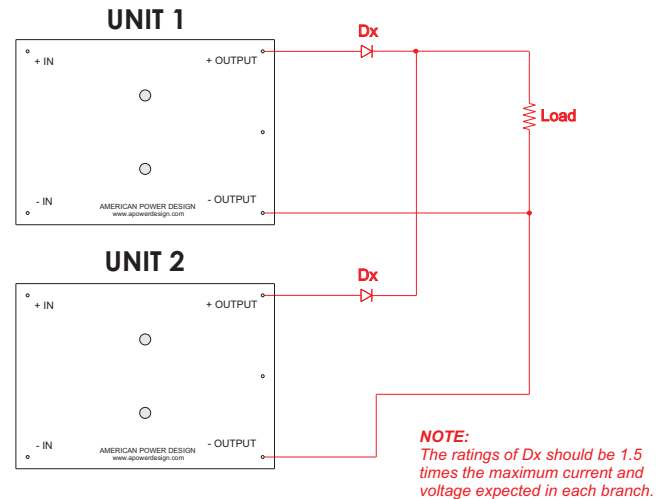 UNIT 1
Dx
+ IN
+ OUTPUT
Load
- IN
- OUTPUT
AMERICAN POWER DESIGN
www.apowerdesign.com
UNIT 2
Dx
+ IN
+ OUTPUT
- IN
- OUTPUT
AMERICAN POWER DESIGN
www.apowerdesign.com
NOTE:
The ratings of Dx should be 1.5
times the maximum current and
voltage expected in each branch.